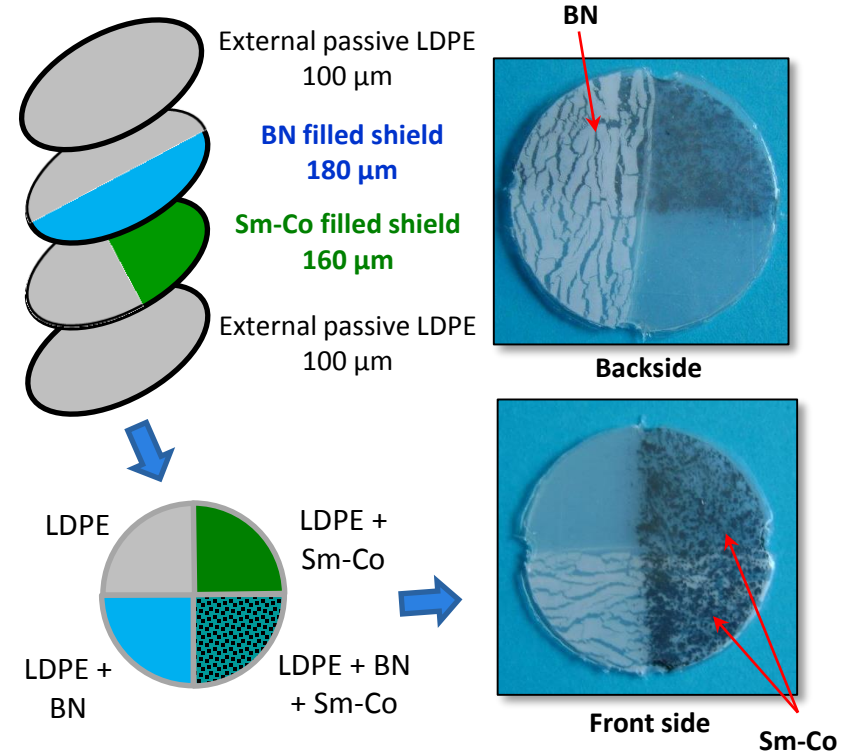 External passive LDPE
100 µm
BN filled shield
180 µm
Sm-Co filled shield
160 µm
External passive LDPE
100 µm
BN
Backside
LDPE
LDPE +
Sm-Co
LDPE +
BN
LDPE + BN
+ Sm-Co
Front side
Sm-Co